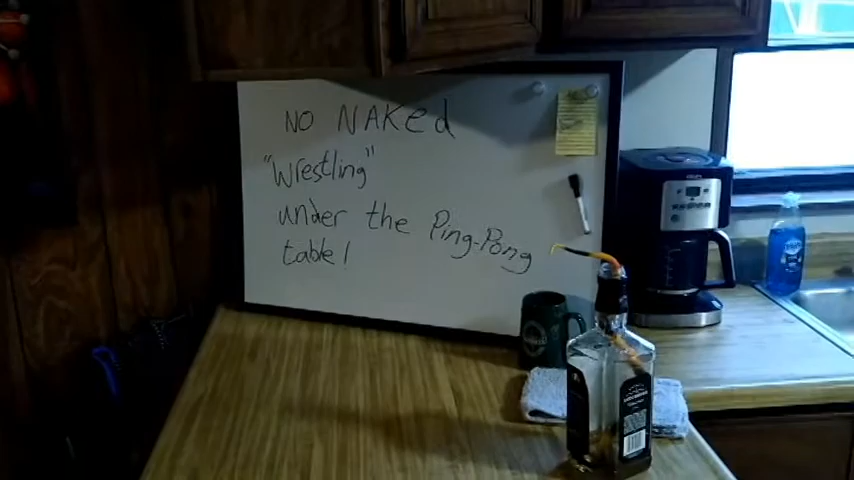 NO NAKed
"Wrestling"
under the Ping-Pong
table!